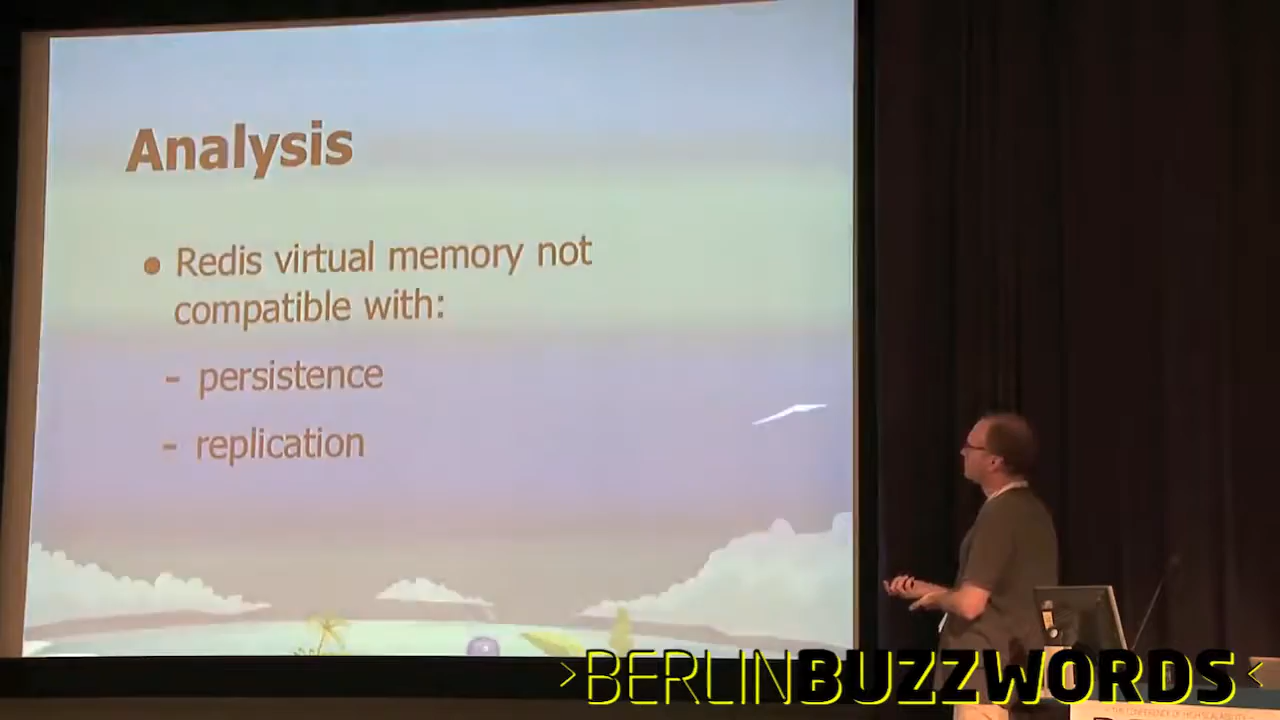 Analysis
• Redis virtual memory not
compatible with:
- persistence
- replication
>BERLINBUZZWORDS<